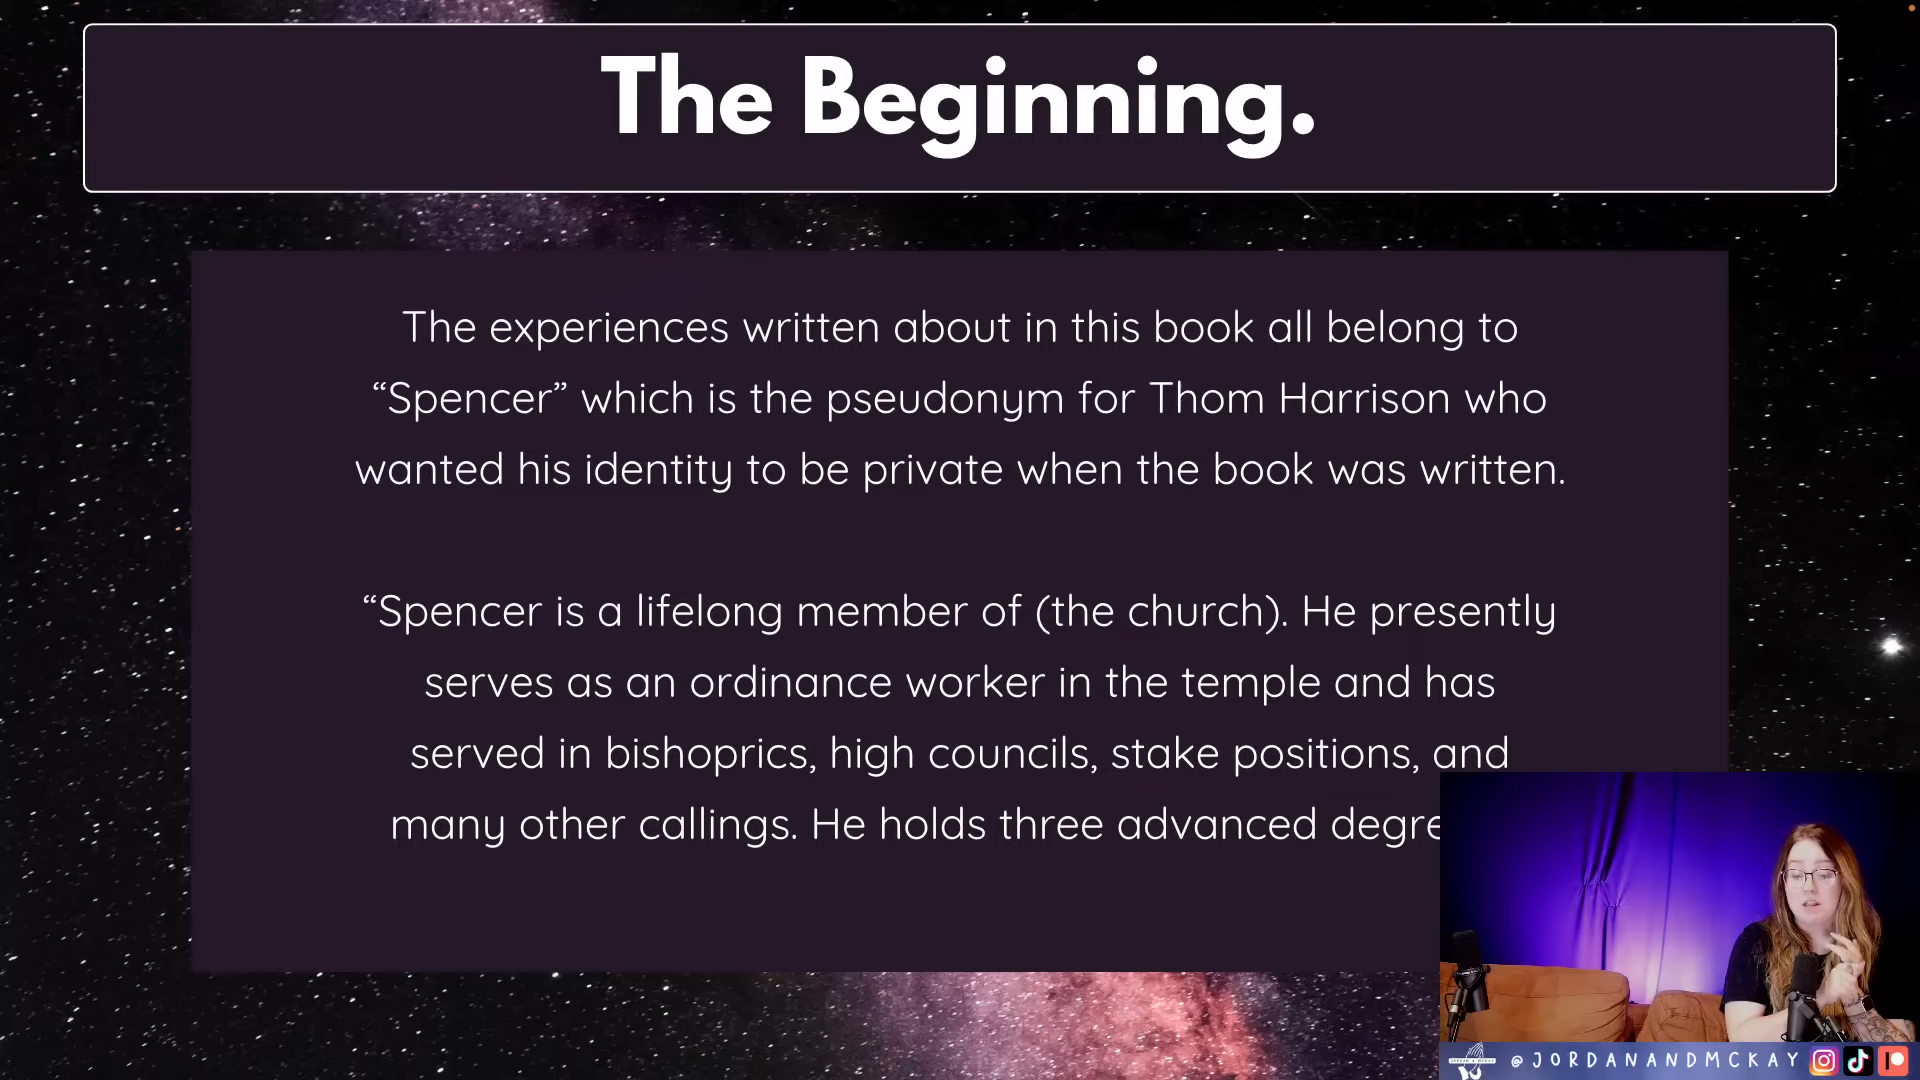 The Beginning.
The experiences written about in this book all belong to
“Spencer” which is the pseudonym for Thom Harrison who
wanted his identity to be private when the book was written.
“Spencer is a lifelong member of (the church). He presently
serves as an ordinance worker in the temple and has
served in bishoprics, high councils, stake positions, and
many other callings. He holds three advanced degre
@JORDANANDMCKAY